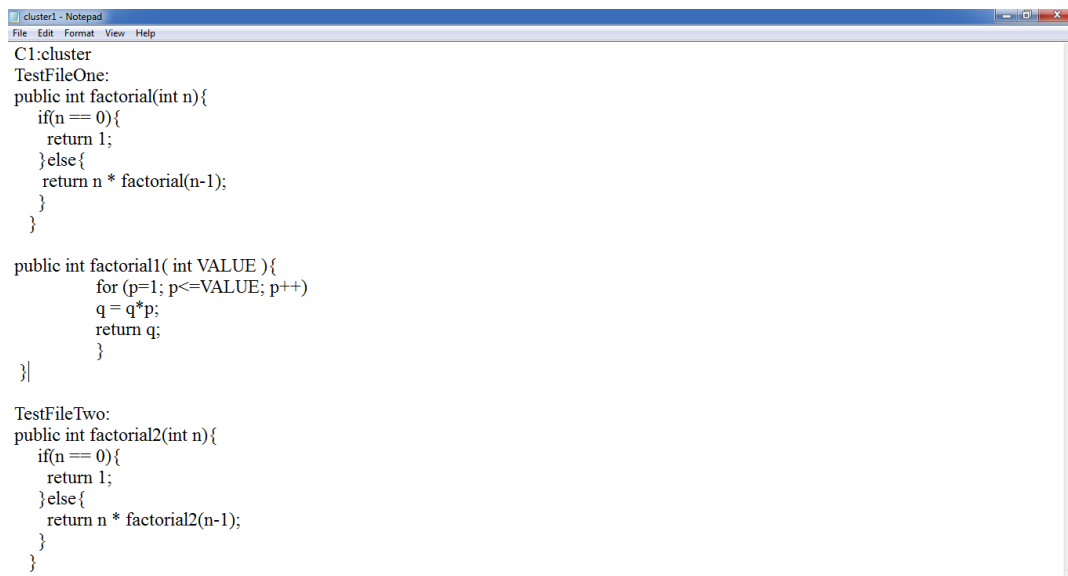 cluster1 - Notepad
File Edit Format View Help
C1:cluster
TestFileOne:
public int factorial(int n){
if(n == 0){
return 1;
}else{
return n * factorial(n-1);
}
}
public int factorial1( int VALUE ){
for (p=1; p<=VALUE; p++)
q = q*p;
return q;
}
}
TestFileTwo:
public int factorial2(int n){
if(n == 0){
return 1;
}else{
return n * factorial2(n-1);
}
}